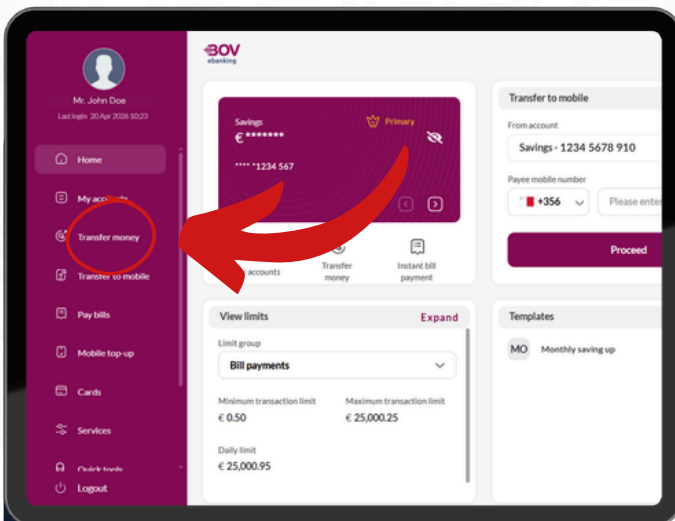 Mr. John Doe
Last login 20 Apr 2026 10:23
Home
My accounts
Transfer money
Transfer to mobile
Pay bills
Mobile top-up
Cards
Services
Quick tools
Logout
BOV
ebanking
Savings
Primary
€ *******
**** *1234 567
accounts
Transfer money
Instant bill payment
View limits
Expand
Limit group
Bill payments
Minimum transaction limit
€ 0.50
Maximum transaction limit
€ 25,000.25
Daily limit
€ 25,000.95
Transfer to mobile
From account
Savings - 1234 5678 910
Payee mobile number
+356
Please enter
Proceed
Templates
MO
Monthly saving up